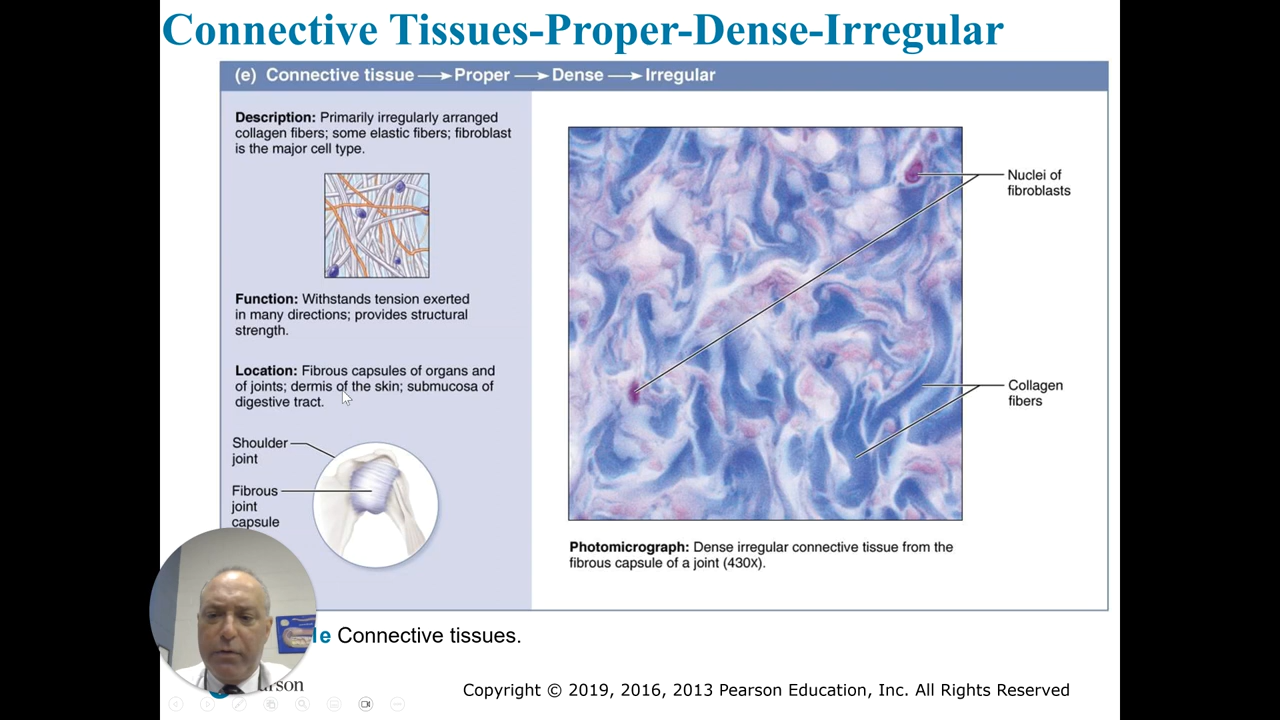 Connective Tissues-Proper-Dense-Irregular
(e) Connective tissue → Proper → Dense → Irregular
Description: Primarily irregularly arranged
collagen fibers; some elastic fibers; fibroblast
is the major cell type.
Function: Withstands tension exerted
in many directions; provides structural
strength.
Location: Fibrous capsules of organs and
of joints; dermis of the skin; submucosa of
digestive tract.
Shoulder
joint
Fibrous
joint
capsule
Nuclei of
fibroblasts
Collagen
fibers
Photomicrograph: Dense irregular connective tissue from the
fibrous capsule of a joint (430x).
Connective tissues.
Copyright © 2019, 2016, 2013 Pearson Education, Inc. All Rights Reserved